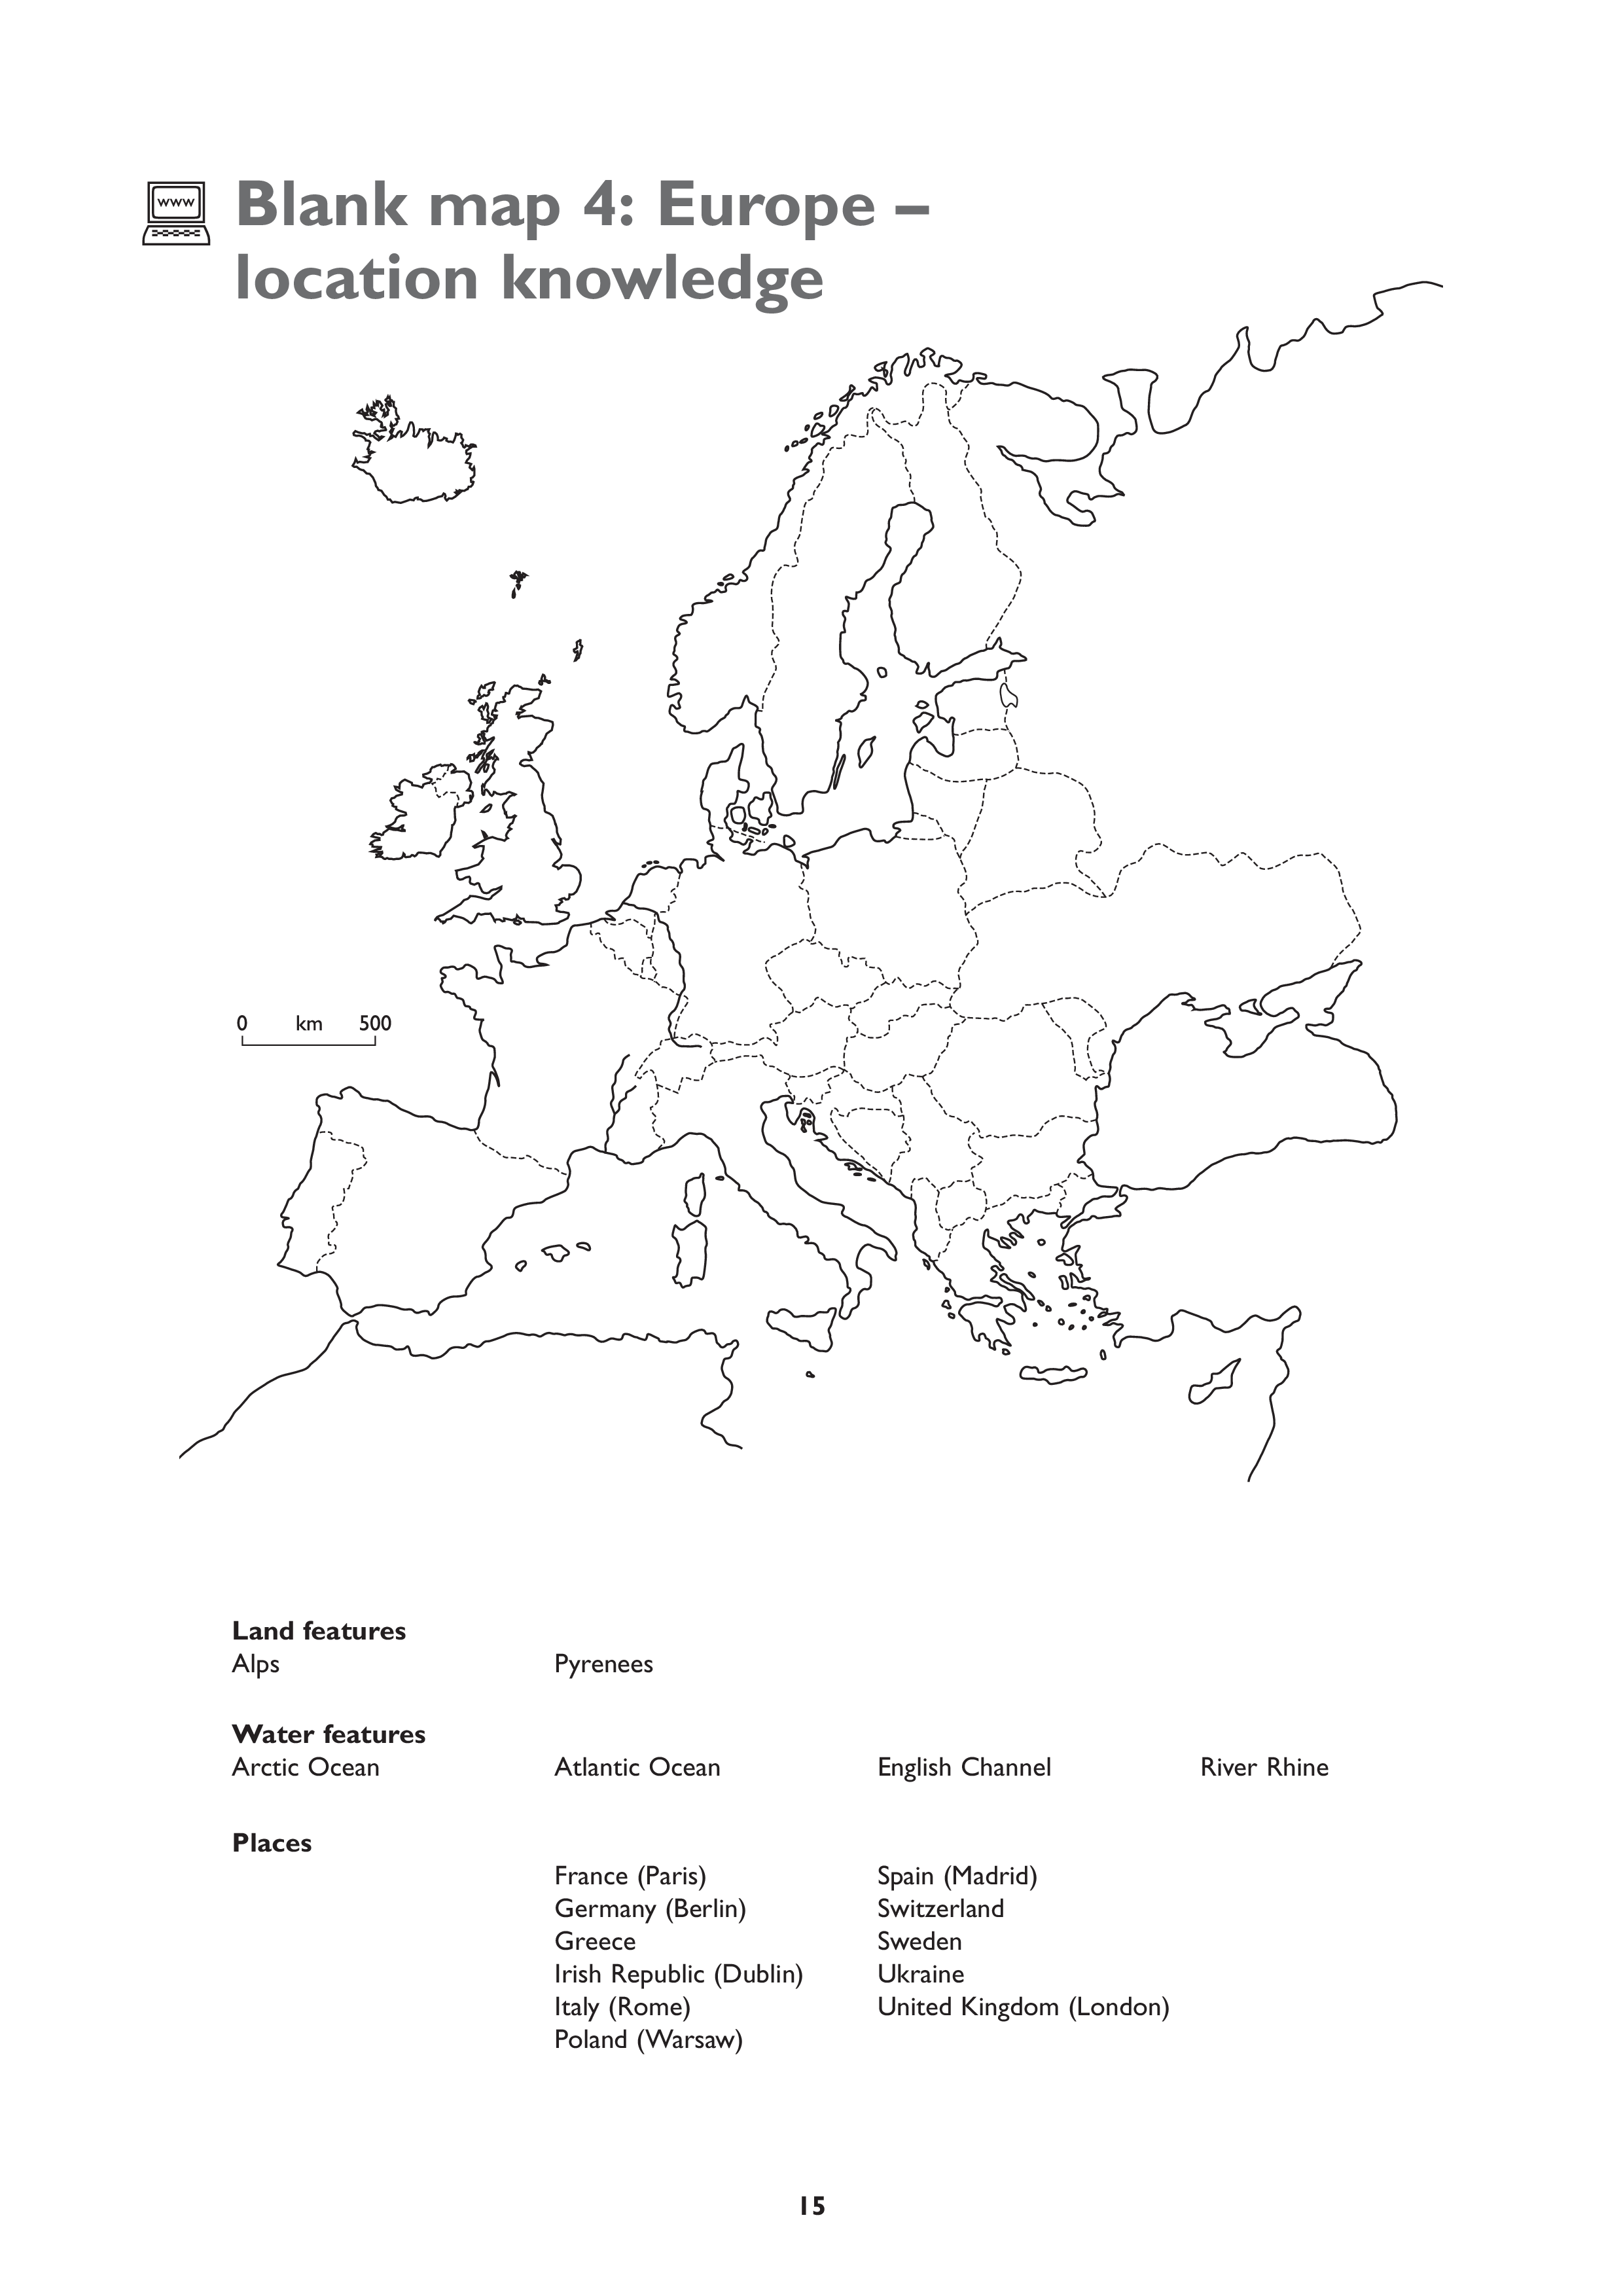 www
Blank map 4: Europe –
location knowledge
0 km 500
Land features
Alps Pyrenees
Water features
Arctic Ocean Atlantic Ocean English Channel River Rhine
Places
France (Paris) Spain (Madrid)
Germany (Berlin) Switzerland
Greece Sweden
Irish Republic (Dublin) Ukraine
Italy (Rome) United Kingdom (London)
Poland (Warsaw)
15